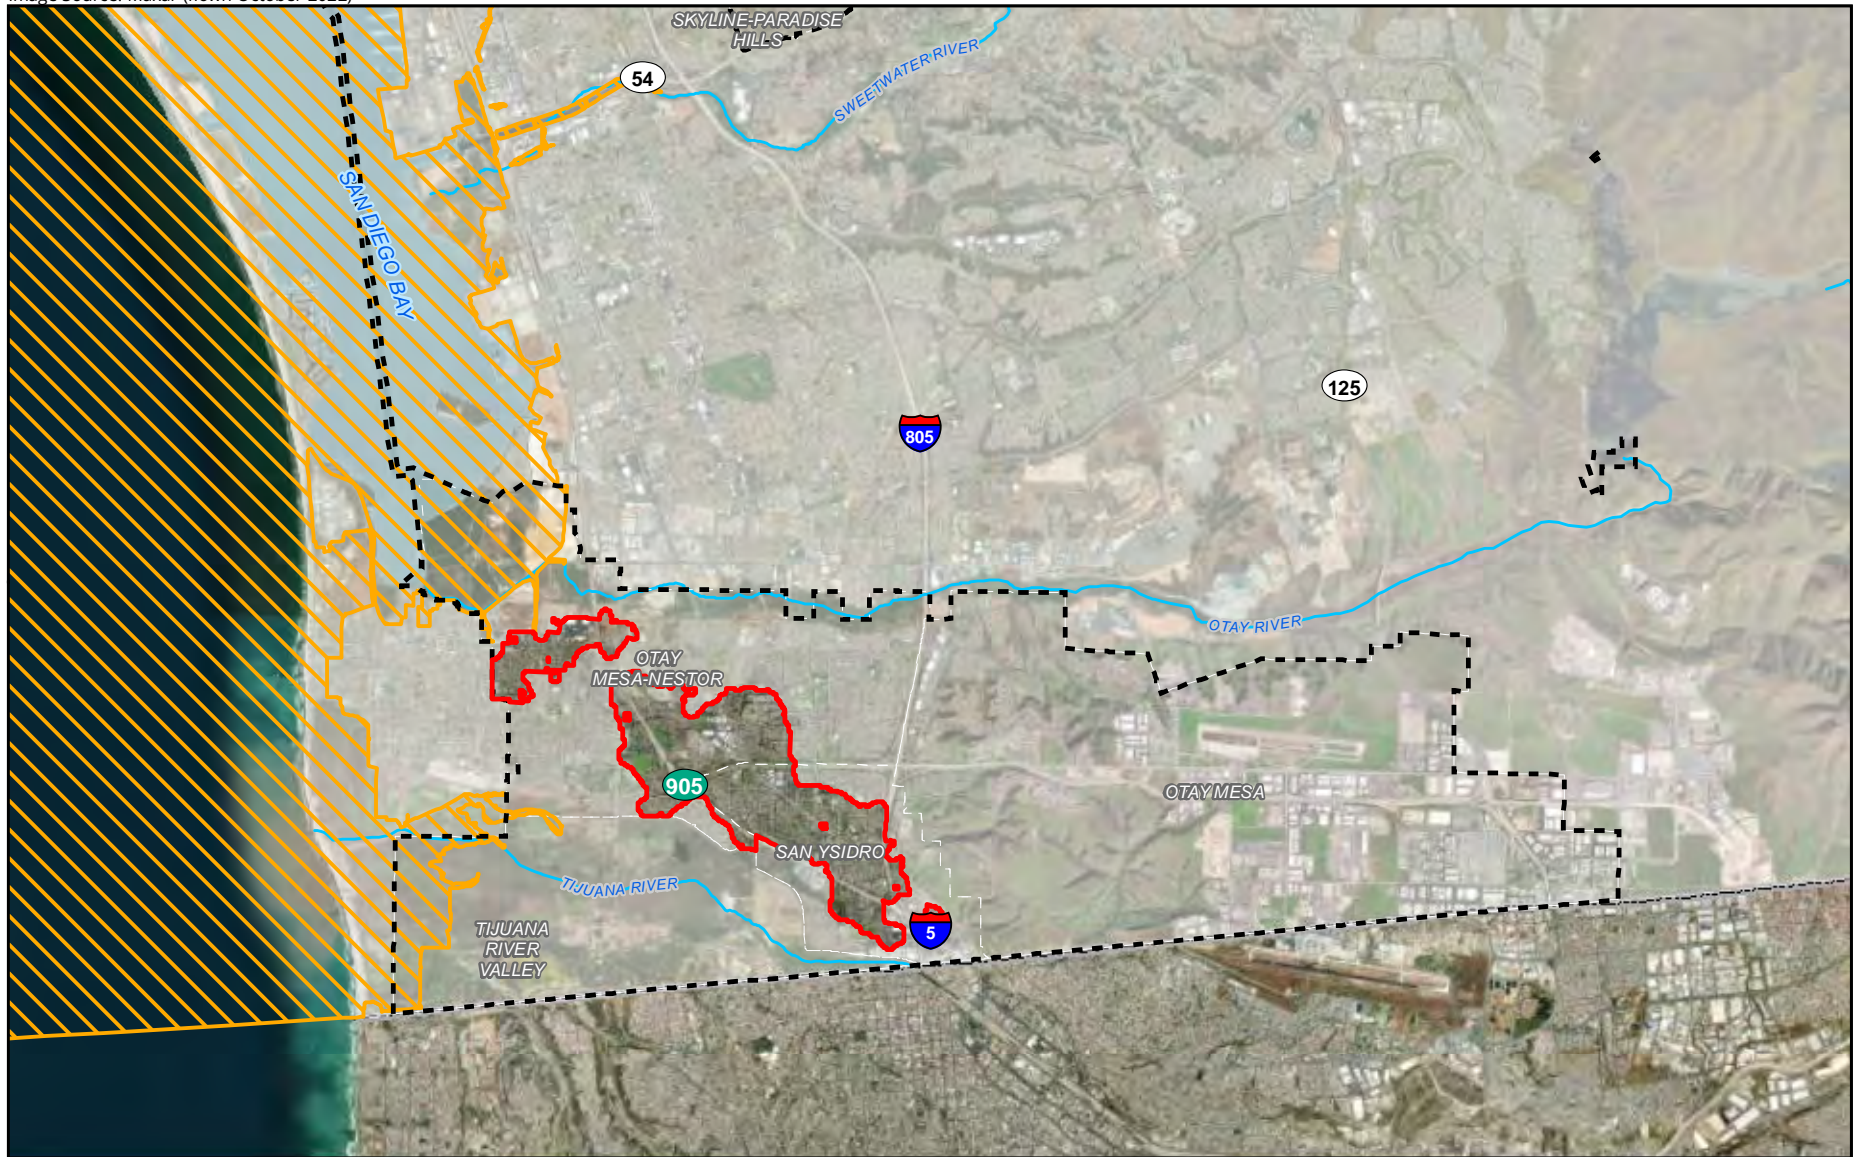 SKYLINE-PARADISE
HILLS
54
SWEETWATER RIVER
SAN DIEGO BAY
125
805
OTAY RIVER
OTAY
MESA-NESTOR
905
OTAY MESA
SAN YSIDRO
TIJUANA RIVER
5
TIJUANA
RIVER
VALLEY